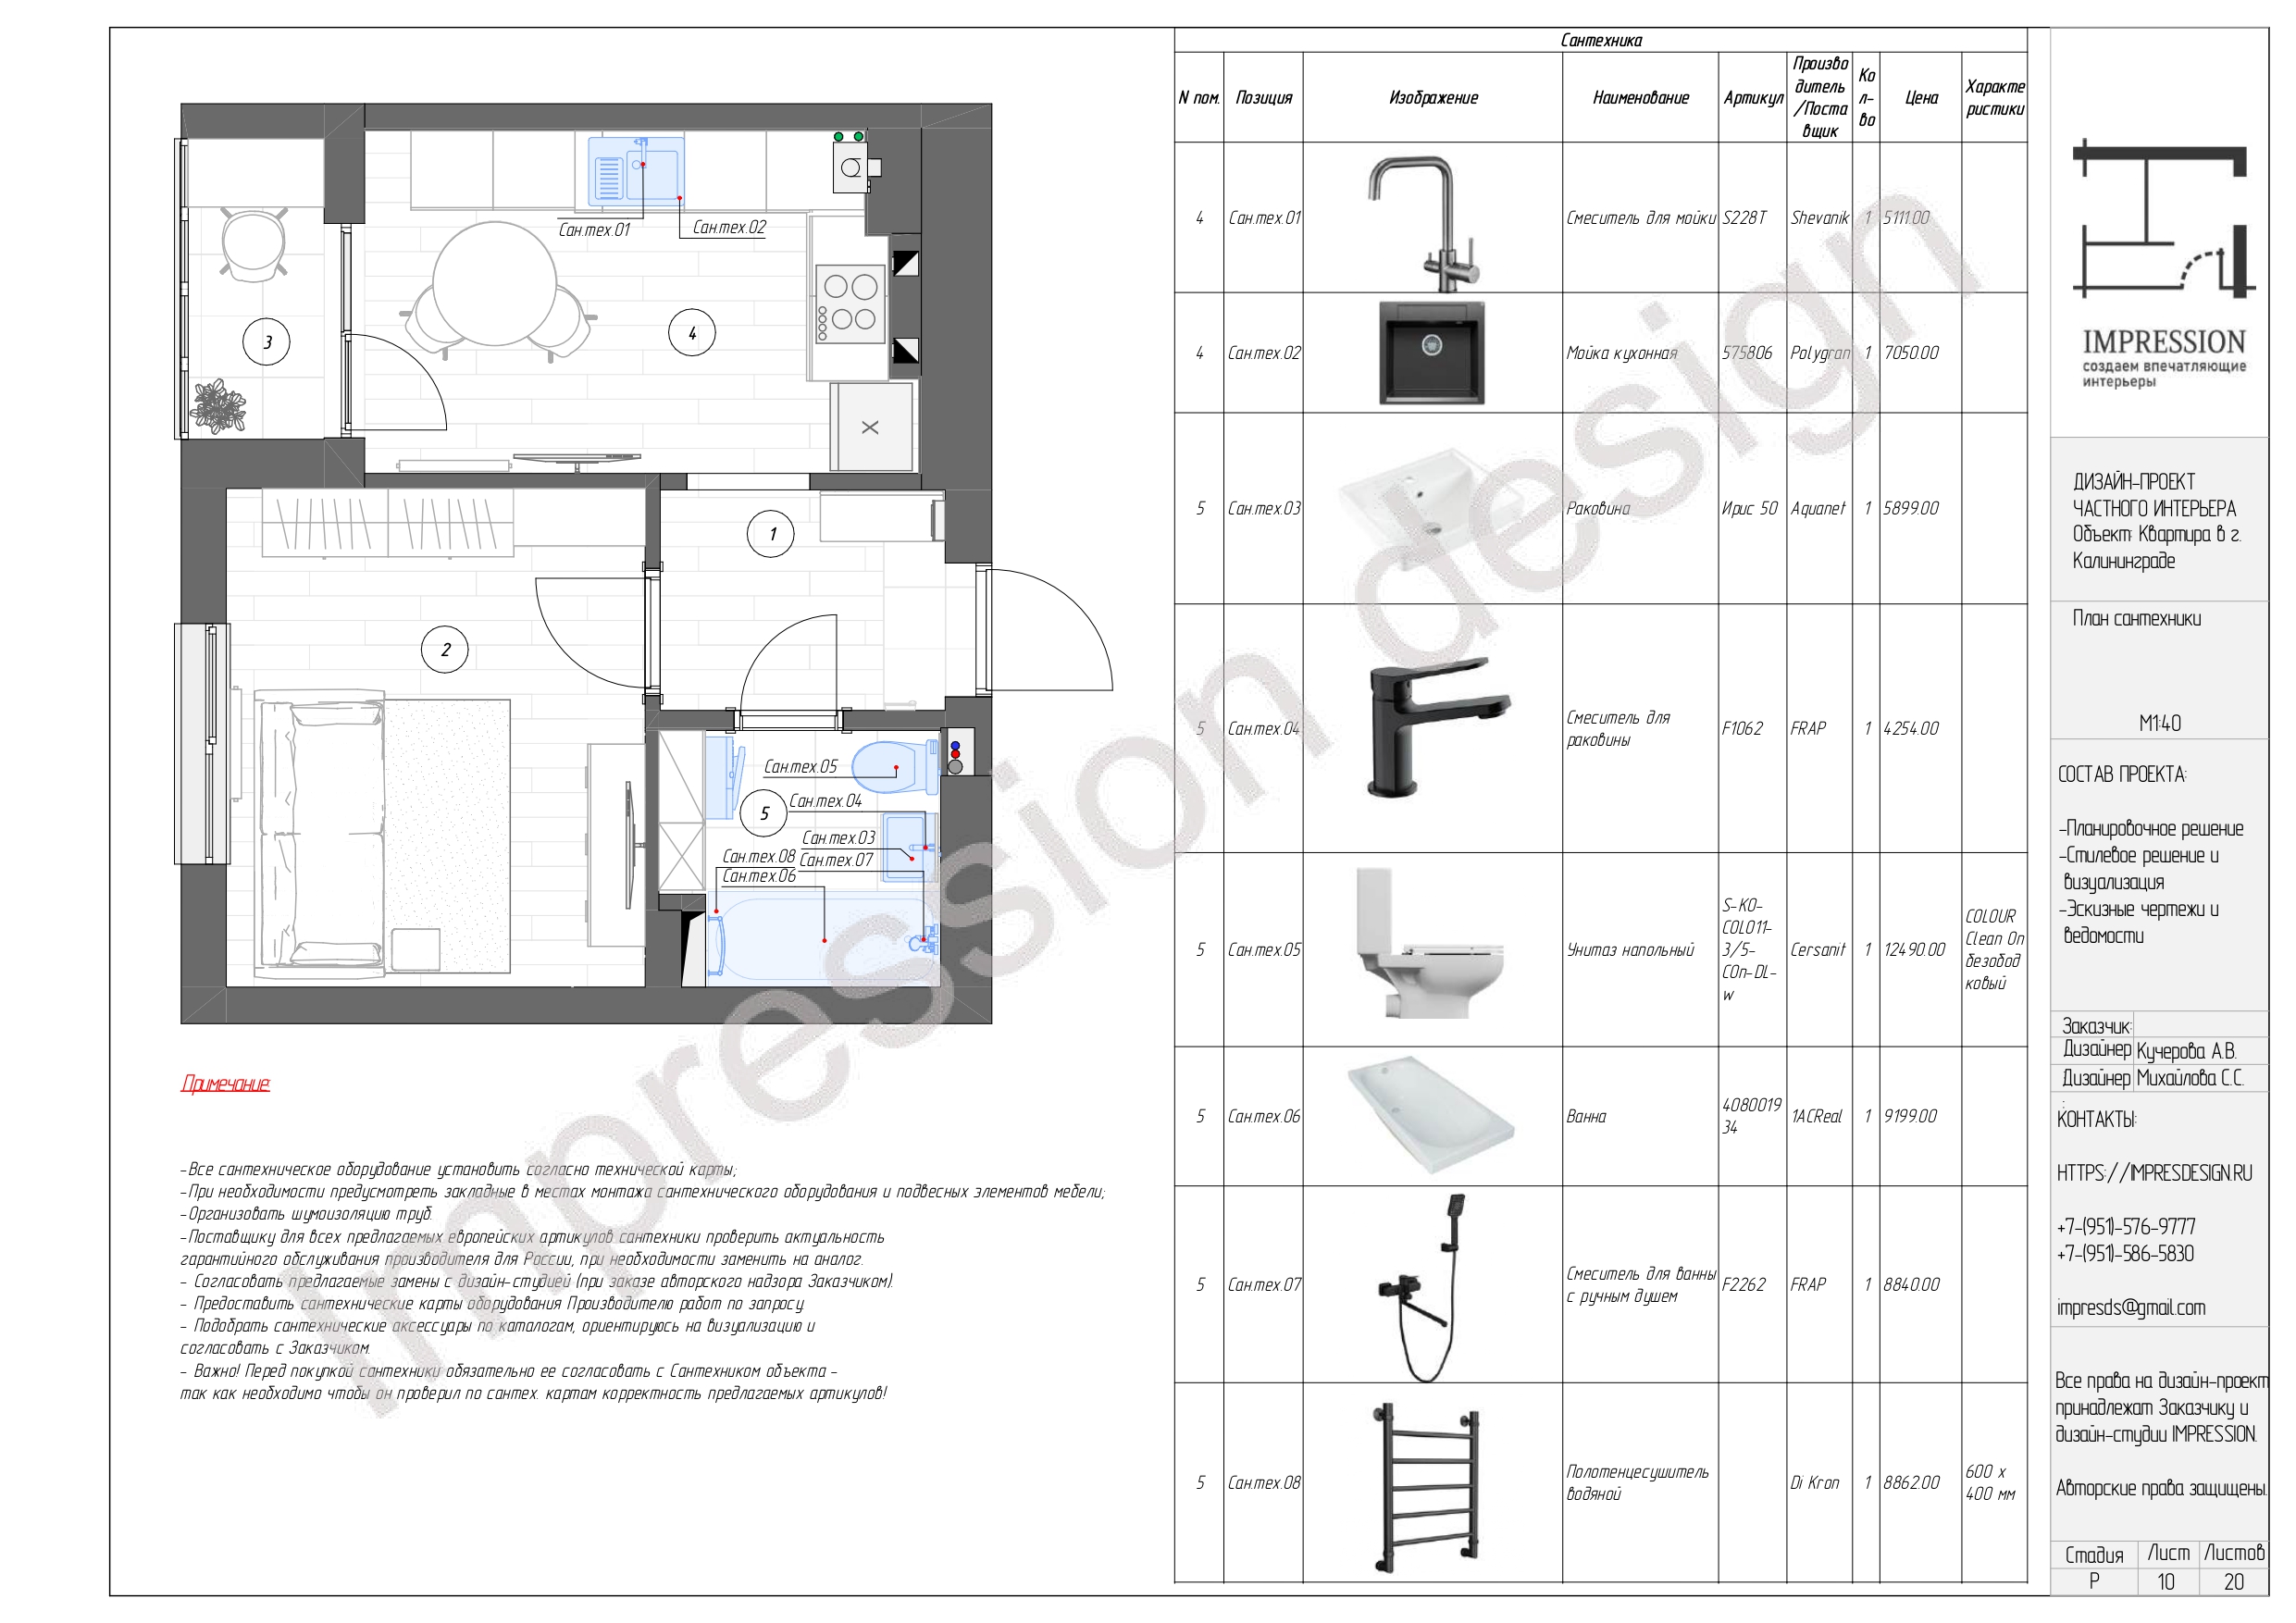 Сан.тех.01
Сан.тех.02
3
4
X
1
2
Сан.тех.05
Сан.тех.04
5
Сан.тех.03
Сан.тех.08
Сан.тех.07
Сан.тех.06
Примечание:
-Все сантехническое оборудование установить согласно технической карты;
-При необходимости предусмотреть закладные в местах монтажа сантехнического оборудования и подвесных элементов мебели;
-Организовать шумоизоляцию труб.
-Поставщику для всех предлагаемых европейских артикулов сантехники проверить актуальность
гарантийного обслуживания производителя для России, при необходимости заменить на аналог.
- Согласовать предлагаемые замены с дизайн-студией (при заказе авторского надзора Заказчиком).
- Предоставить сантехнические карты оборудования Производителю работ по запросу.
- Подобрать сантехнические аксессуары по каталогам, ориентируюсь на визуализацию и
согласовать с Заказчиком.
- Важно! Перед покупкой сантехники обязательно ее согласовать с Сантехником объекта -
так как необходимо чтобы он проверил по сантех. картам корректность предлагаемых артикулов!
Impression design
Сантехника
N пом. Позиция Изображение Наименование Артикул Произво Ко Цена Характе
дитель л- ристики
/Поста во
вщик
4 Сан.тех.01 Смеситель для мойки S228T Shevanik 1 5111.00
4 Сан.тех.02 Мойка кухонная 575806 Polygran 1 7050.00
5 Сан.тех.03 Раковина Ирис 50 Aquanet 1 5899.00
5 Сан.тех.04 Смеситель для F1062 FRAP 1 4254.00
раковины
5 Сан.тех.05 Унитаз напольный S-KO- Cersanit 1 12490.00 COLOUR
COLO11- Clean On
3/5- безобод
COn-DL- ковый
w
5 Сан.тех.06 Ванна 4080019 1ACReal 1 9199.00
34
5 Сан.тех.07 Смеситель для ванны F2262 FRAP 1 8840.00
с ручным душем
5 Сан.тех.08 Полотенцесушитель Di Kron 1 8862.00 600 x
водяной 400 мм
IMPRESSION
создаем впечатляющие
интерьеры
ДИЗАЙН-ПРОЕКТ
ЧАСТНОГО ИНТЕРЬЕРА
Объект: Квартира в г.
Калининграде
План сантехники
М1:40
СОСТАВ ПРОЕКТА:
-Планировочное решение
-Стилевое решение и
визуализация
-Эскизные чертежи и
ведомости
Заказчик:
Дизайнер Кучерова А.В.
Дизайнер Михайлова С.С.
КОНТАКТЫ:
HTTPS://IMPRESDESIGN.RU
+7-(951)-576-9777
+7-(951)-586-5830
impresds@gmail.com
Все права на дизайн-проект
принадлежат Заказчику и
дизайн-студии IMPRESSION.
Авторские права защищены.
Стадия Лист Листов
Р 10 20